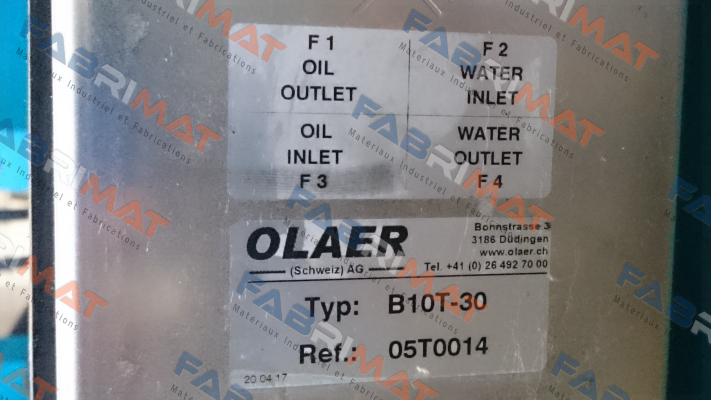 F 1
OIL
OUTLET
F 2
WATER
INLET
OIL
INLET
F 3
WATER
OUTLET
F 4
OLAER
(Schweiz) AG
Bonnstrasse 3
3186 Düdingen
www.olaer.ch
Tel. +41 (0) 26 492 70 00
Typ: B10T-30
Ref.: 05T0014
20.04.17
FABRIMAT
Materiaux Industriel et Fabrications